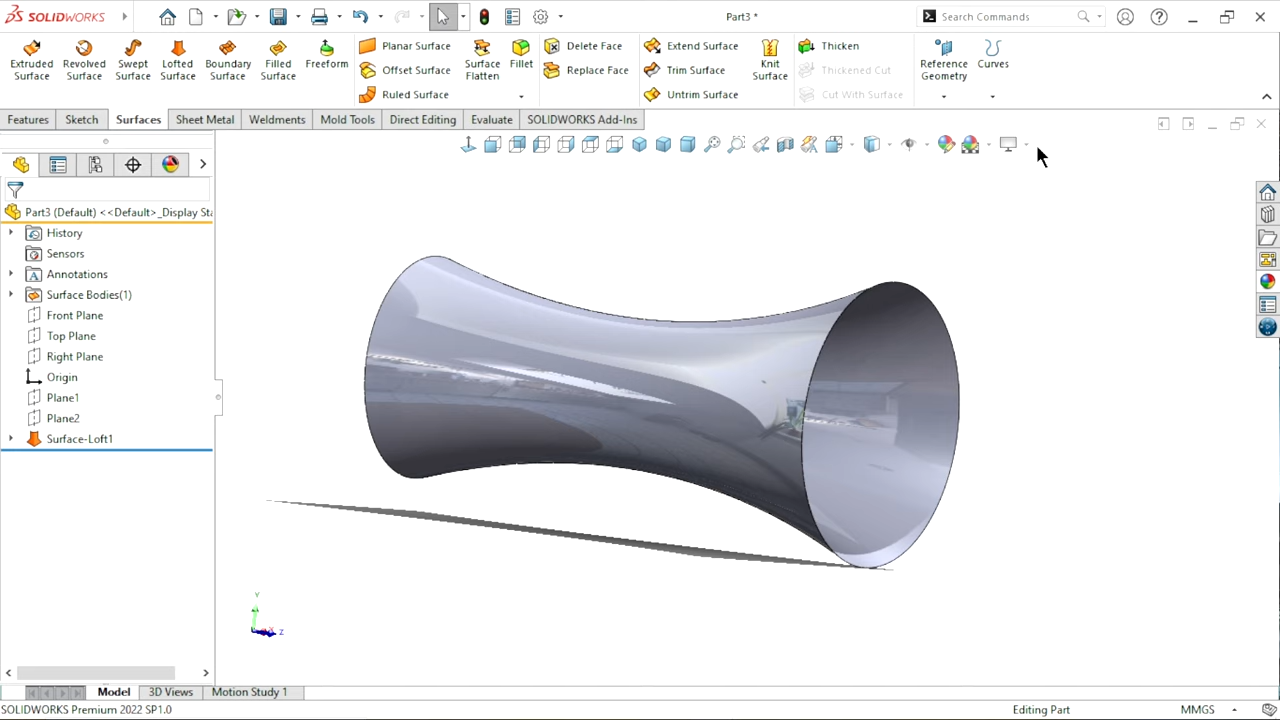 SOLIDWORKS
Part3 *
Search Commands
Extruded Surface
Revolved Surface
Swept Surface
Lofted Surface
Boundary Surface
Filled Surface
Freeform
Planar Surface
Offset Surface
Ruled Surface
Surface Flatten
Fillet
Delete Face
Replace Face
Extend Surface
Trim Surface
Untrim Surface
Knit Surface
Thicken
Thickened Cut
Cut With Surface
Reference Geometry
Curves
Features
Sketch
Surfaces
Sheet Metal
Weldments
Mold Tools
Direct Editing
Evaluate
SOLIDWORKS Add-Ins
Part3 (Default) <<Default>_Display Sta
History
Sensors
Annotations
Surface Bodies(1)
Front Plane
Top Plane
Right Plane
Origin
Plane1
Plane2
Surface-Loft1
Y
Z
Model
3D Views
Motion Study 1
SOLIDWORKS Premium 2022 SP1.0
Editing Part
MMGS